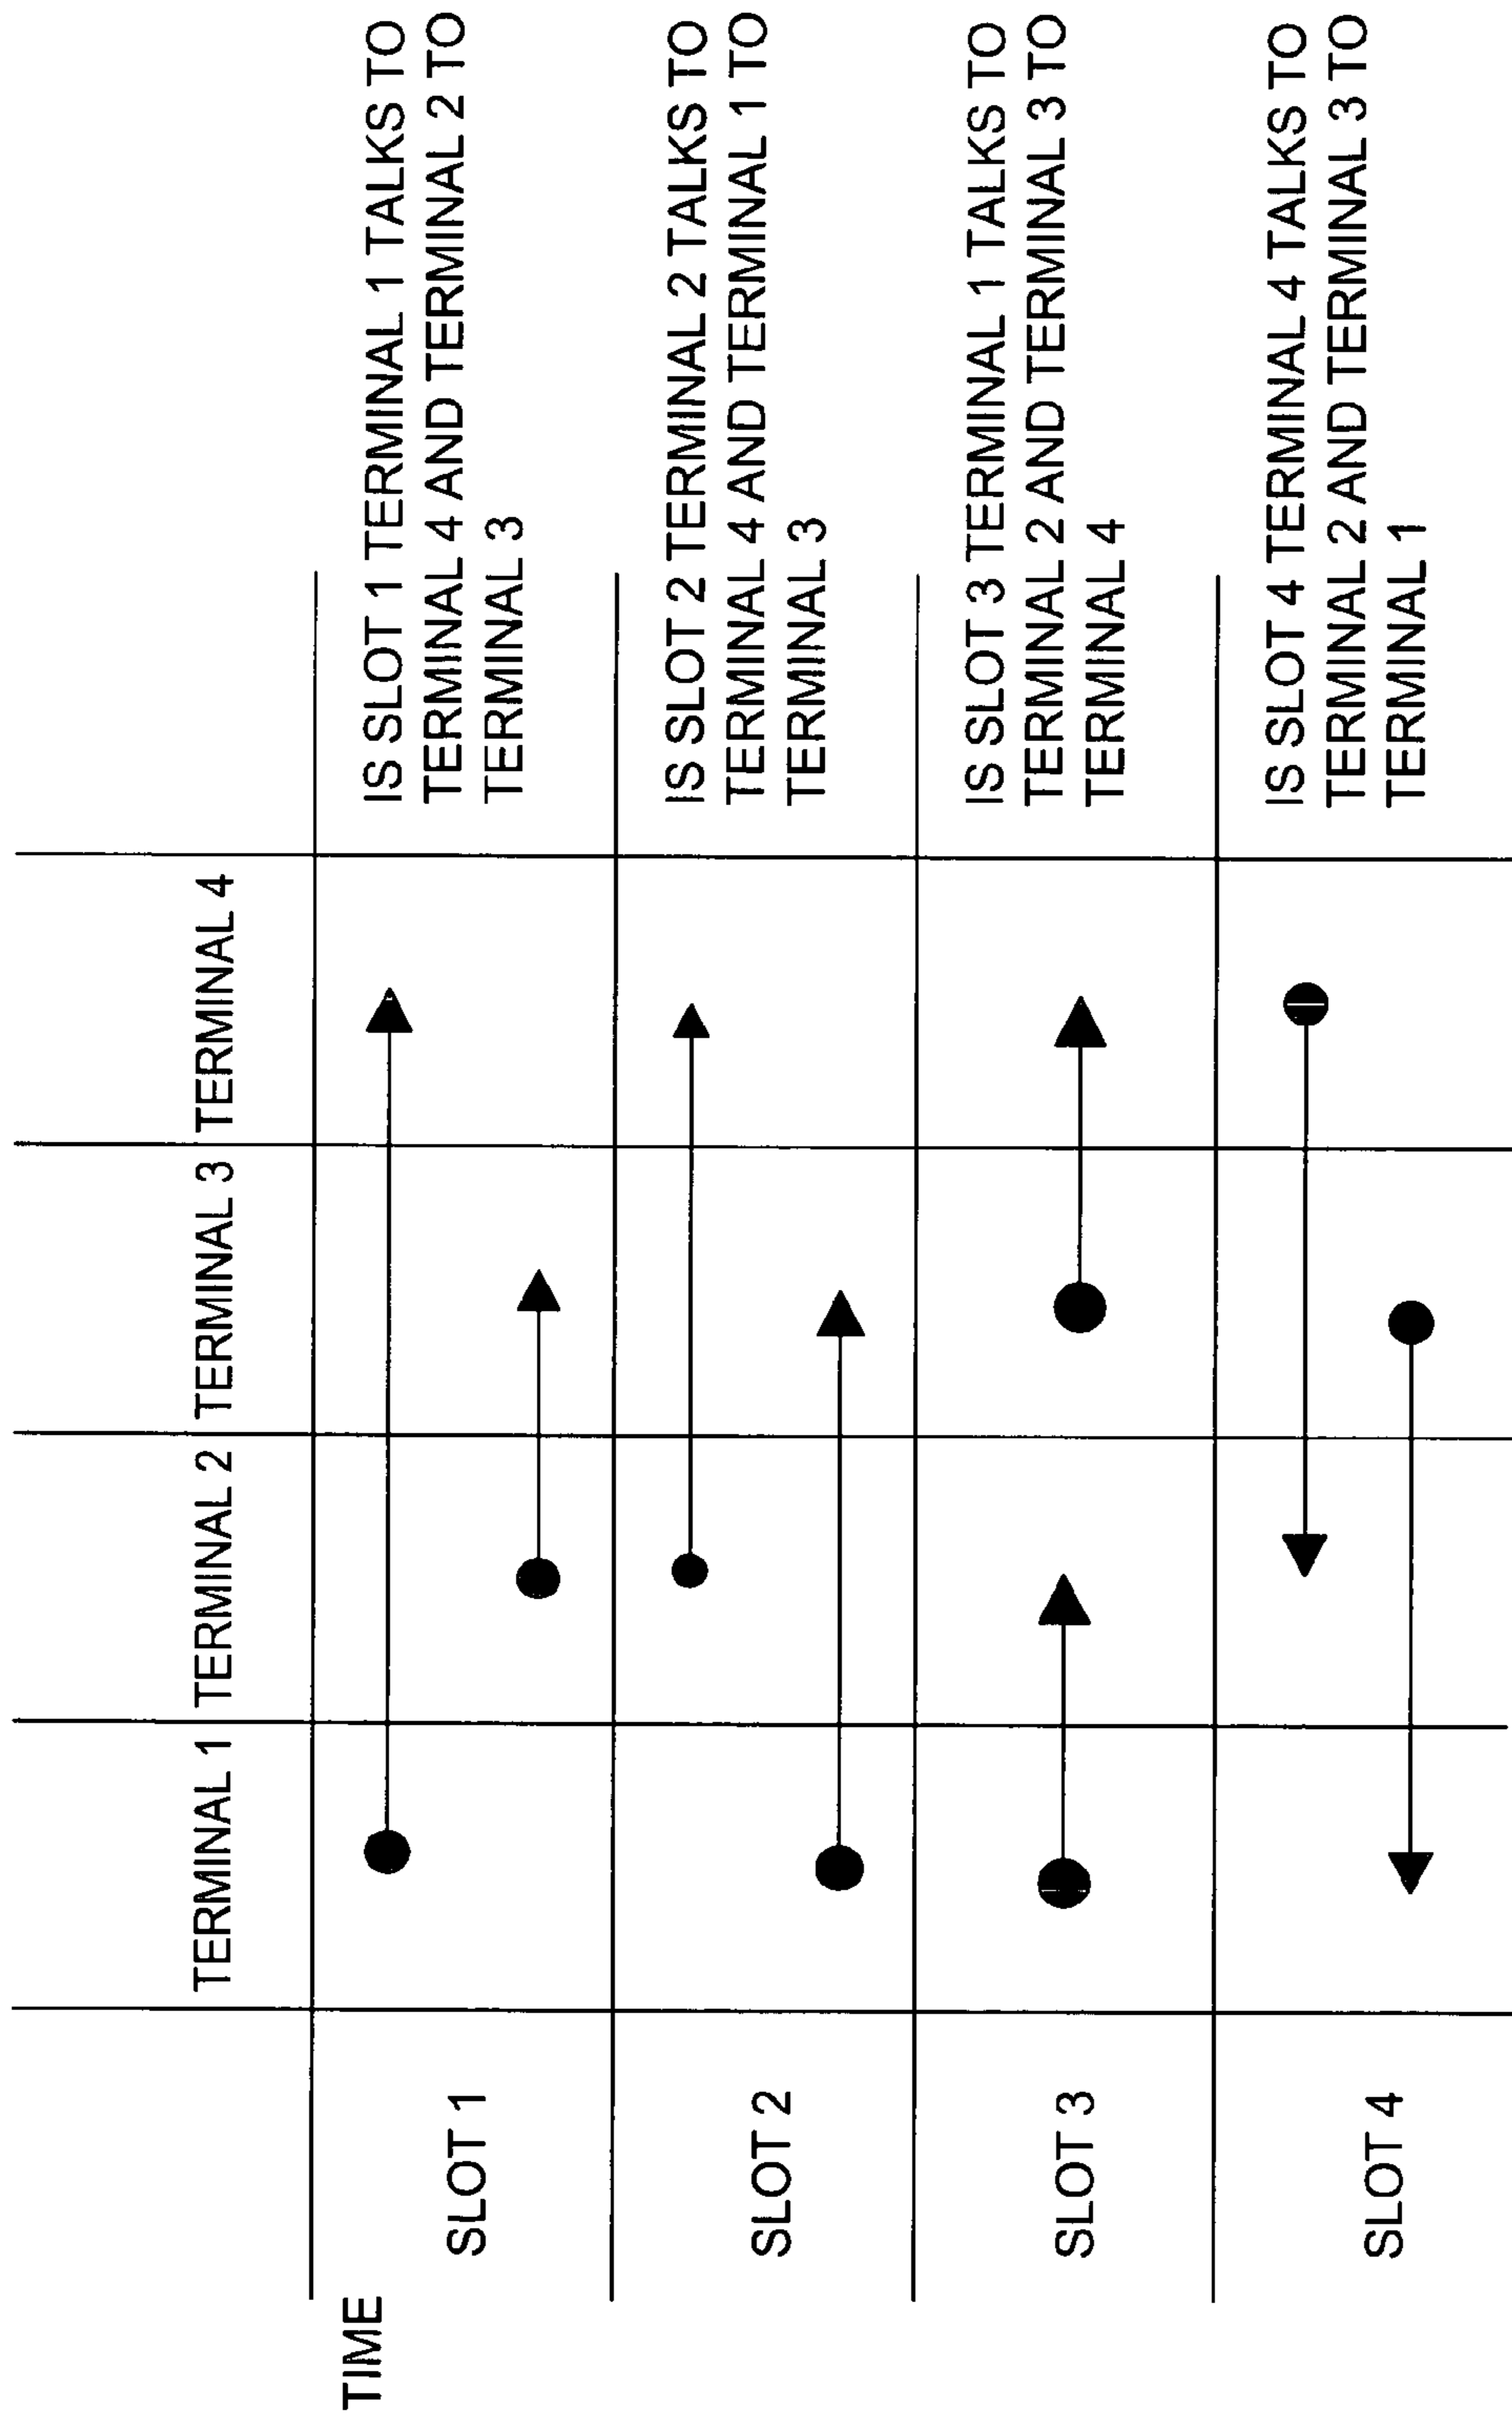 TERMINAL 1 TERMINAL 2 TERMINAL 3 TERMINAL 4
TIME
SLOT 1
IS SLOT 1 TERMINAL 1 TALKS TO
TERMINAL 4 AND TERMINAL 2 TO
TERMINAL 3
SLOT 2
IS SLOT 2 TERMINAL 2 TALKS TO
TERMINAL 4 AND TERMINAL 1 TO
TERMINAL 3
SLOT 3
IS SLOT 3 TERMINAL 1 TALKS TO
TERMINAL 2 AND TERMINAL 3 TO
TERMINAL 4
SLOT 4
IS SLOT 4 TERMINAL 4 TALKS TO
TERMINAL 2 AND TERMINAL 3 TO
TERMINAL 1